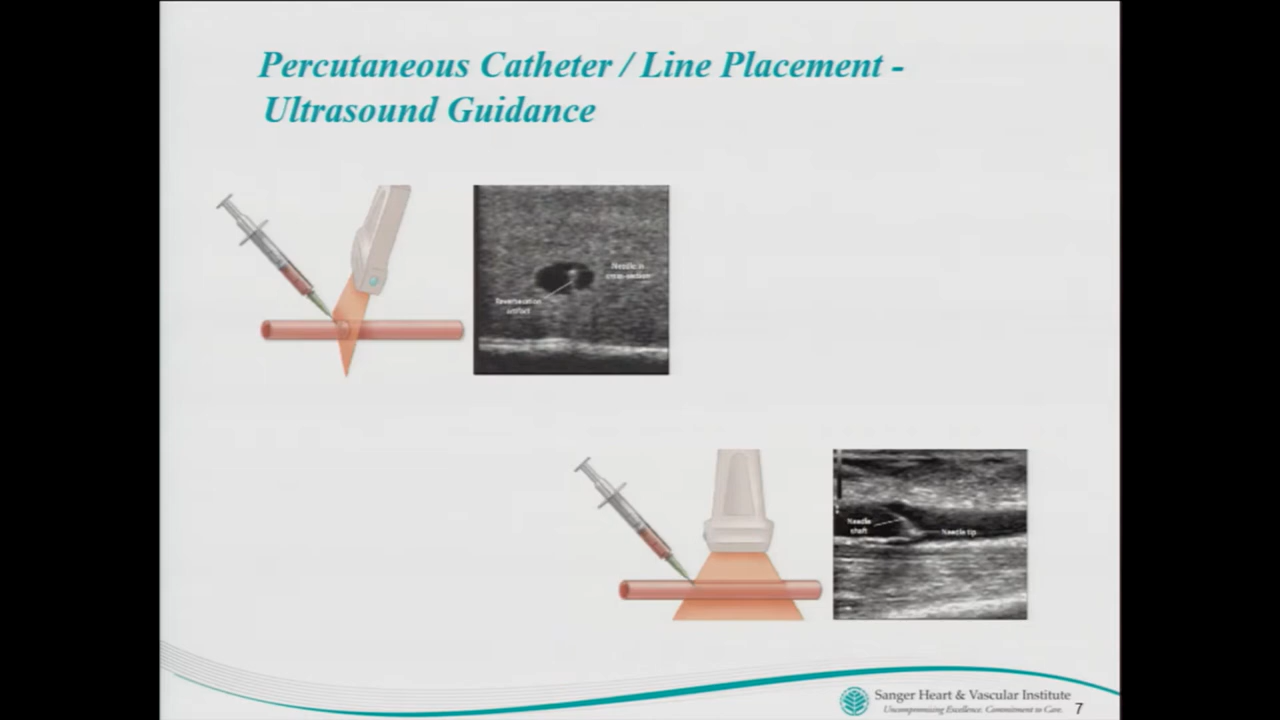 Percutaneous Catheter / Line Placement -
Ultrasound Guidance
Needle in
cross-section
Reverberation
artifact
Needle
shaft
Needle tip
Sanger Heart & Vascular Institute
Uncompromising Excellence. Commitment to Care.
7